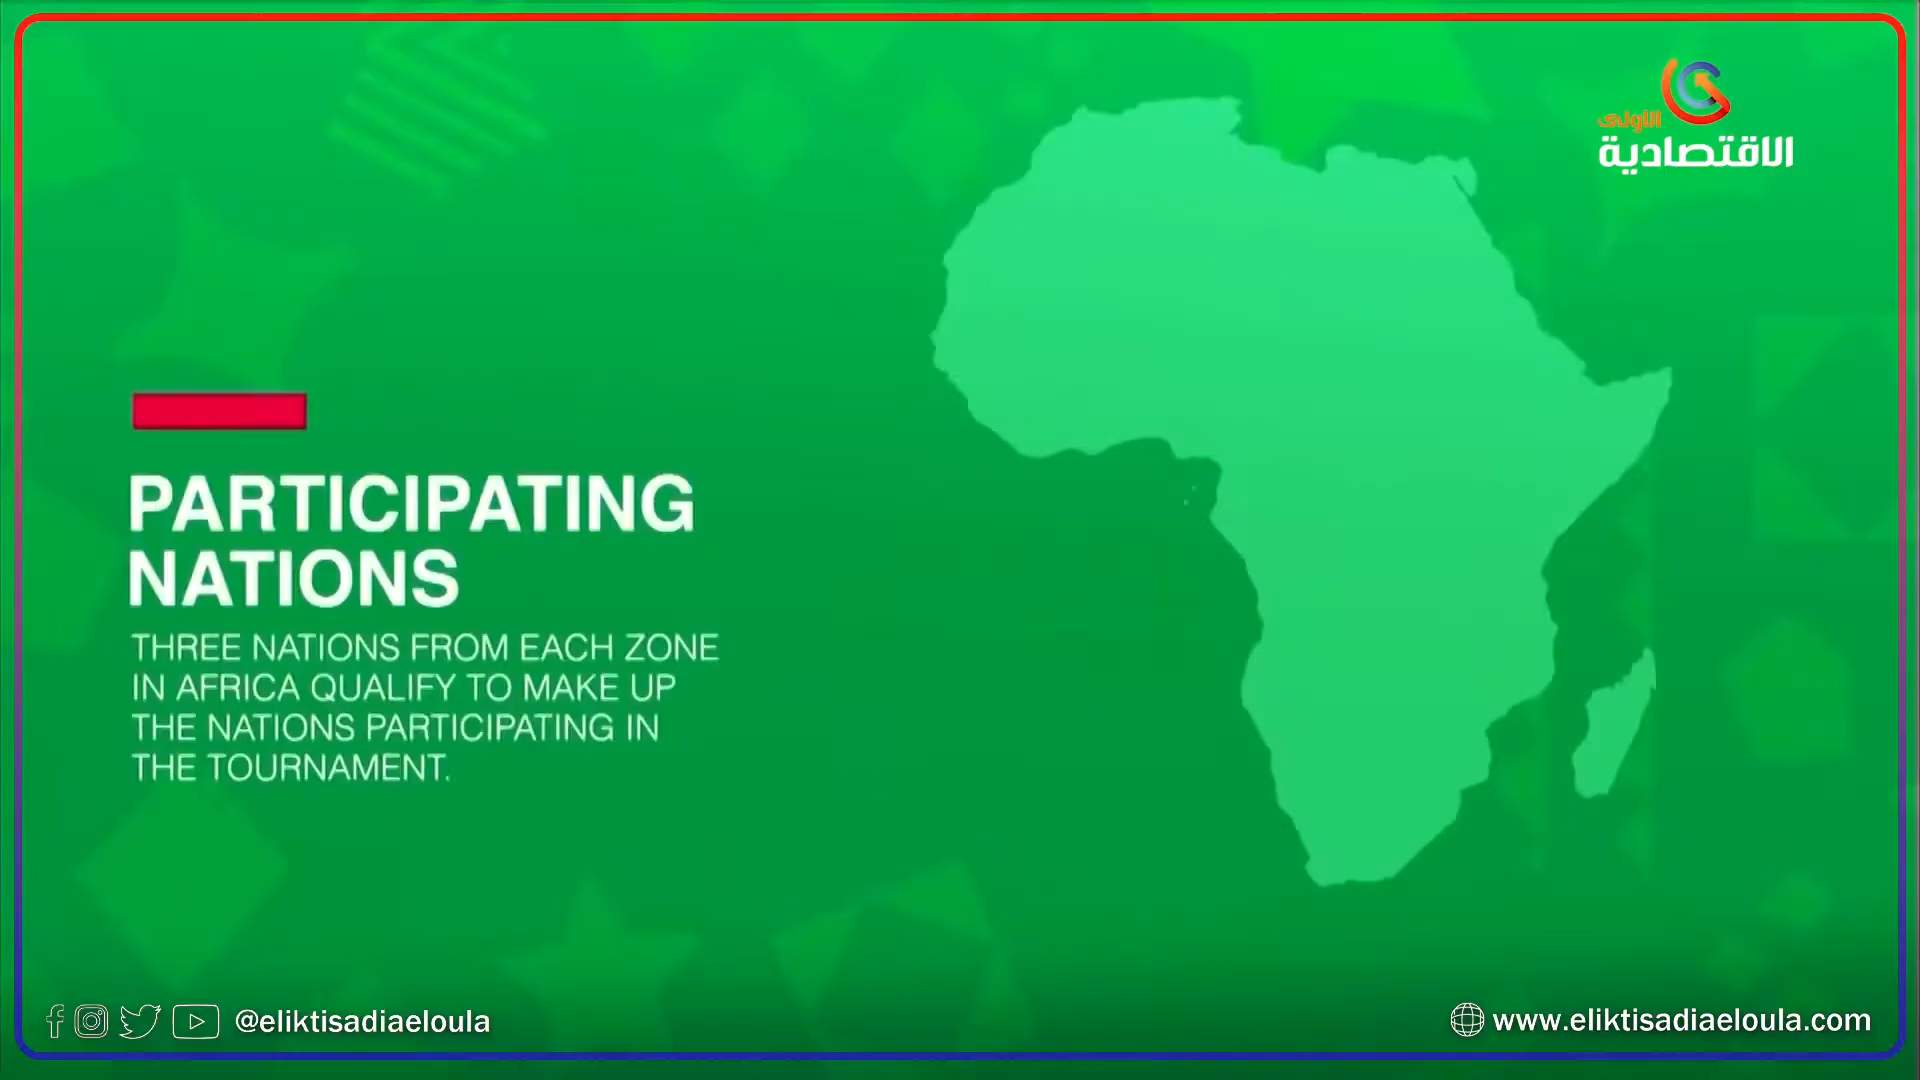 الأولى
الاقتصادية
PARTICIPATING
NATIONS
THREE NATIONS FROM EACH ZONE
IN AFRICA QUALIFY TO MAKE UP
THE NATIONS PARTICIPATING IN
THE TOURNAMENT.
@eliktisadiaeloula
www.eliktisadiaeloula.com